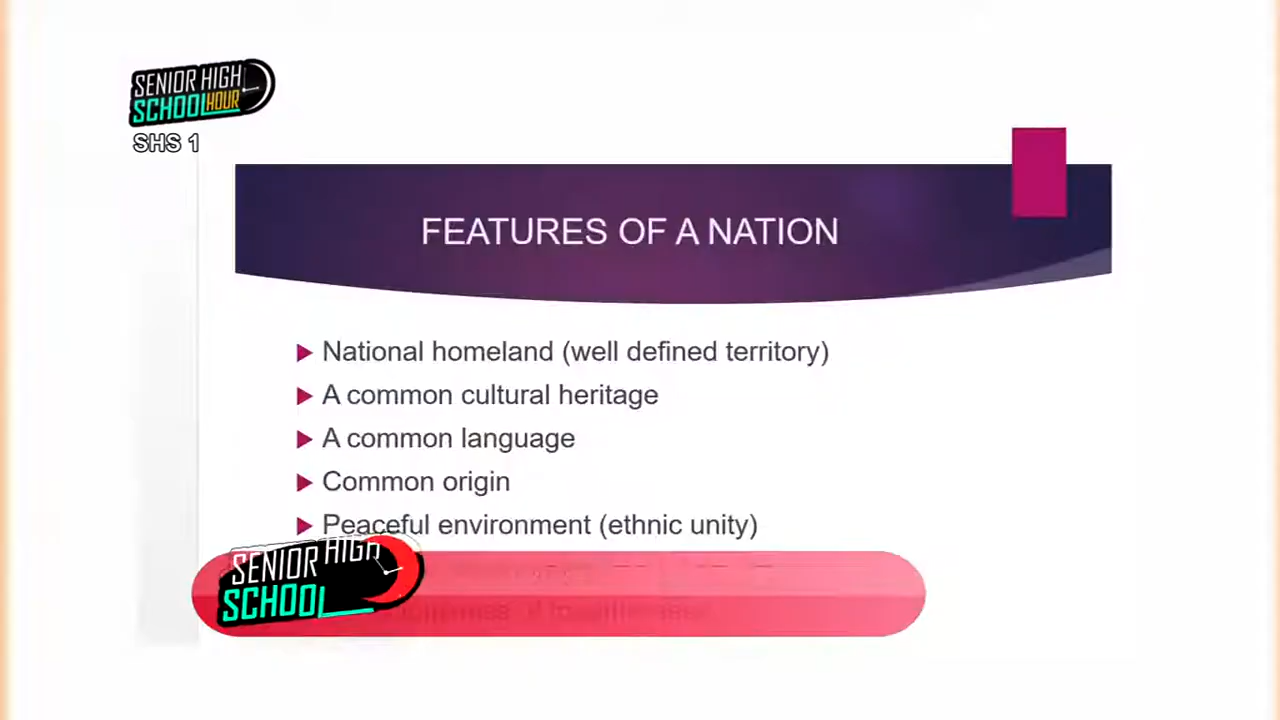 SENIOR HIGH
SCHOOL HOUR
SHS 1
FEATURES OF A NATION
National homeland (well defined territory)
A common cultural heritage
A common language
Common origin
Peaceful environment (ethnic unity)
SENIOR HIGH
SCHOOL